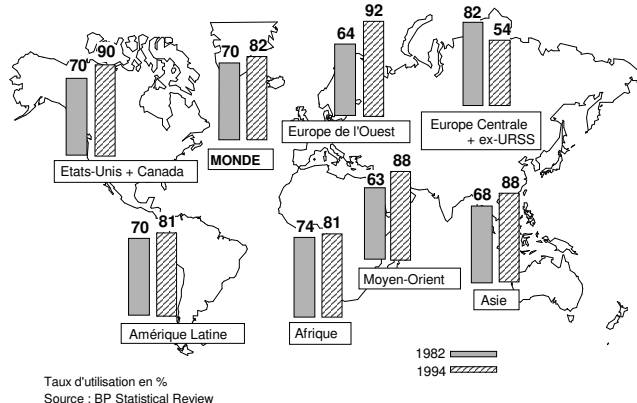 92
82
64
54
90
82
70
70
Europe de l'Ouest
Europe Centrale
+ ex-URSS
MONDE
Etats-Unis + Canada
88
88
63
68
81
81
70
74
Moyen-Orient
Asie
Amérique Latine
Afrique
1982
1994
Taux d'utilisation en %
Source : BP Statistical Review